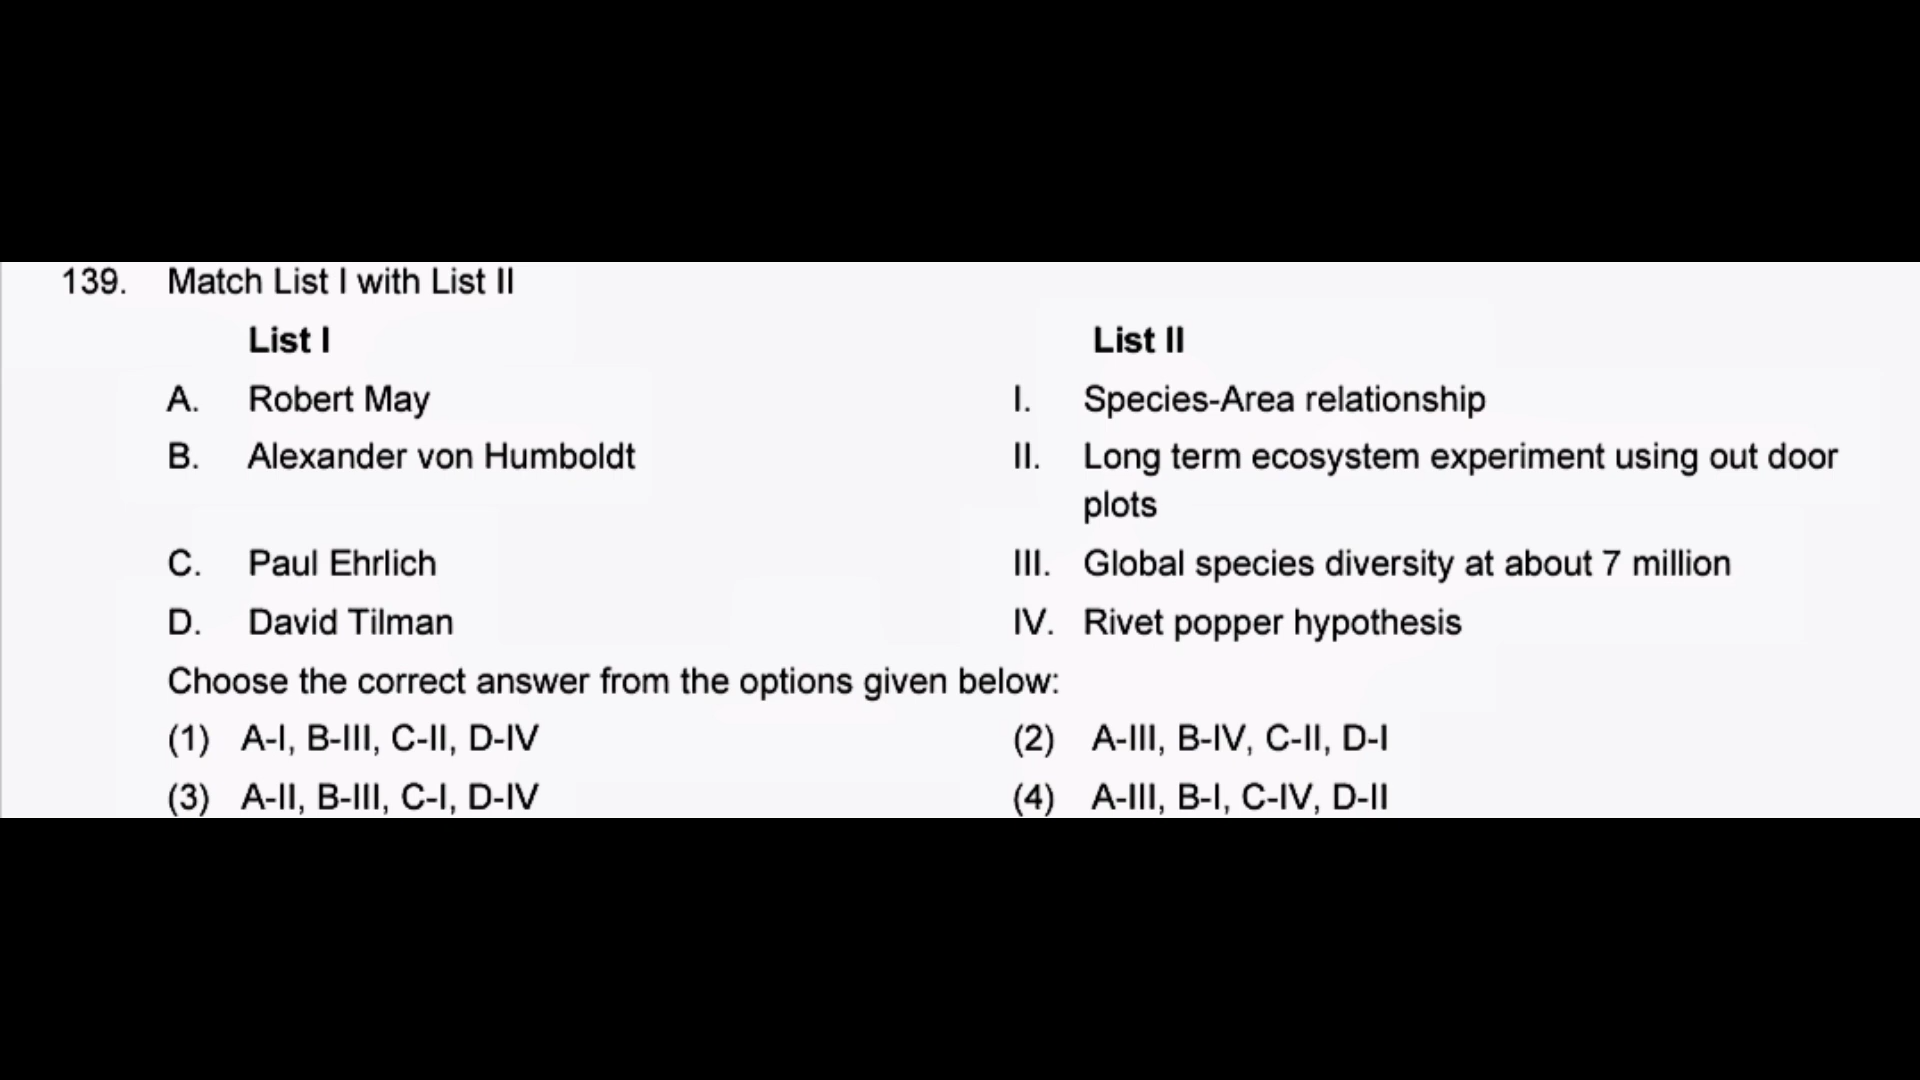 139. Match List I with List II
List I List II
A. Robert May I. Species-Area relationship
B. Alexander von Humboldt II. Long term ecosystem experiment using out door
plots
C. Paul Ehrlich III. Global species diversity at about 7 million
D. David Tilman IV. Rivet popper hypothesis
Choose the correct answer from the options given below:
(1) A-I, B-III, C-II, D-IV (2) A-III, B-IV, C-II, D-I
(3) A-II, B-III, C-I, D-IV (4) A-III, B-I, C-IV, D-II